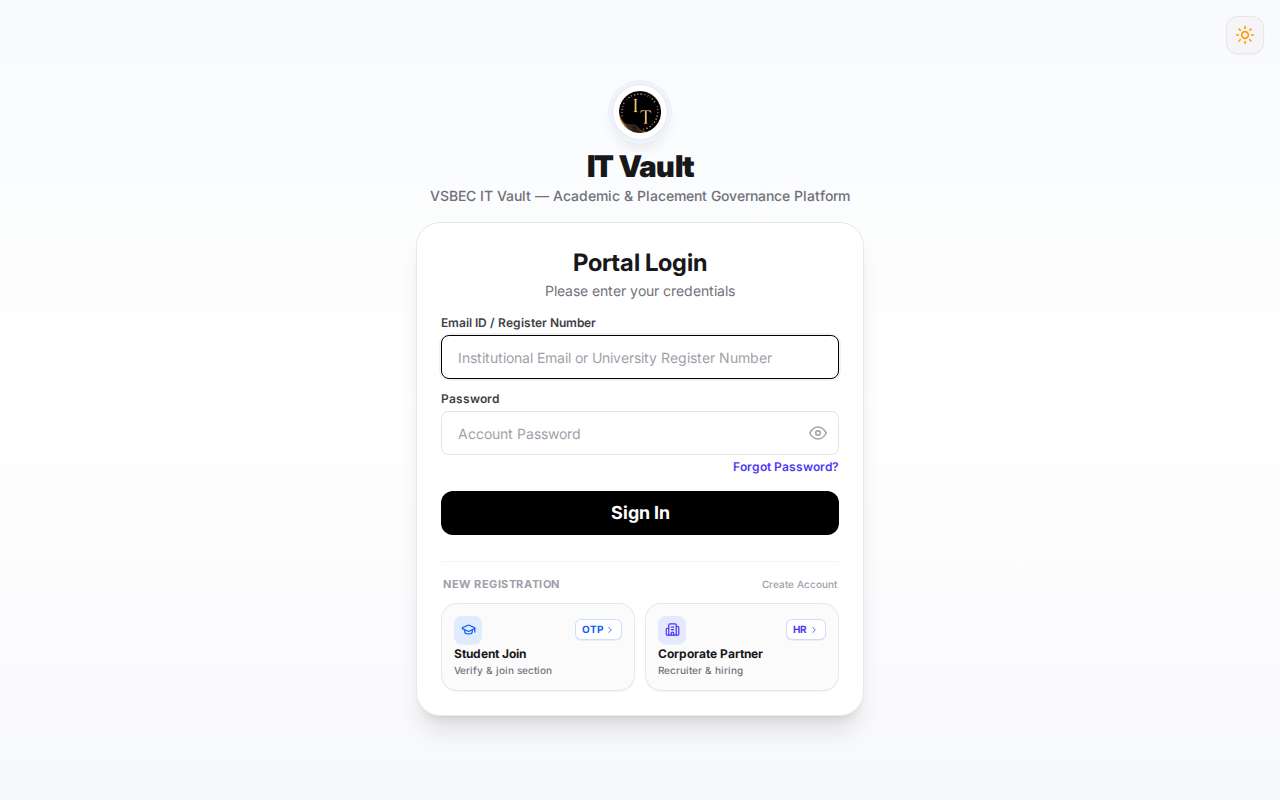 IT
IT Vault
VSBEC IT Vault — Academic & Placement Governance Platform
Portal Login
Please enter your credentials
Email ID / Register Number
Institutional Email or University Register Number
Password
Account Password
Forgot Password?
Sign In
NEW REGISTRATION
Create Account
OTP
Student Join
Verify & join section
HR
Corporate Partner
Recruiter & hiring